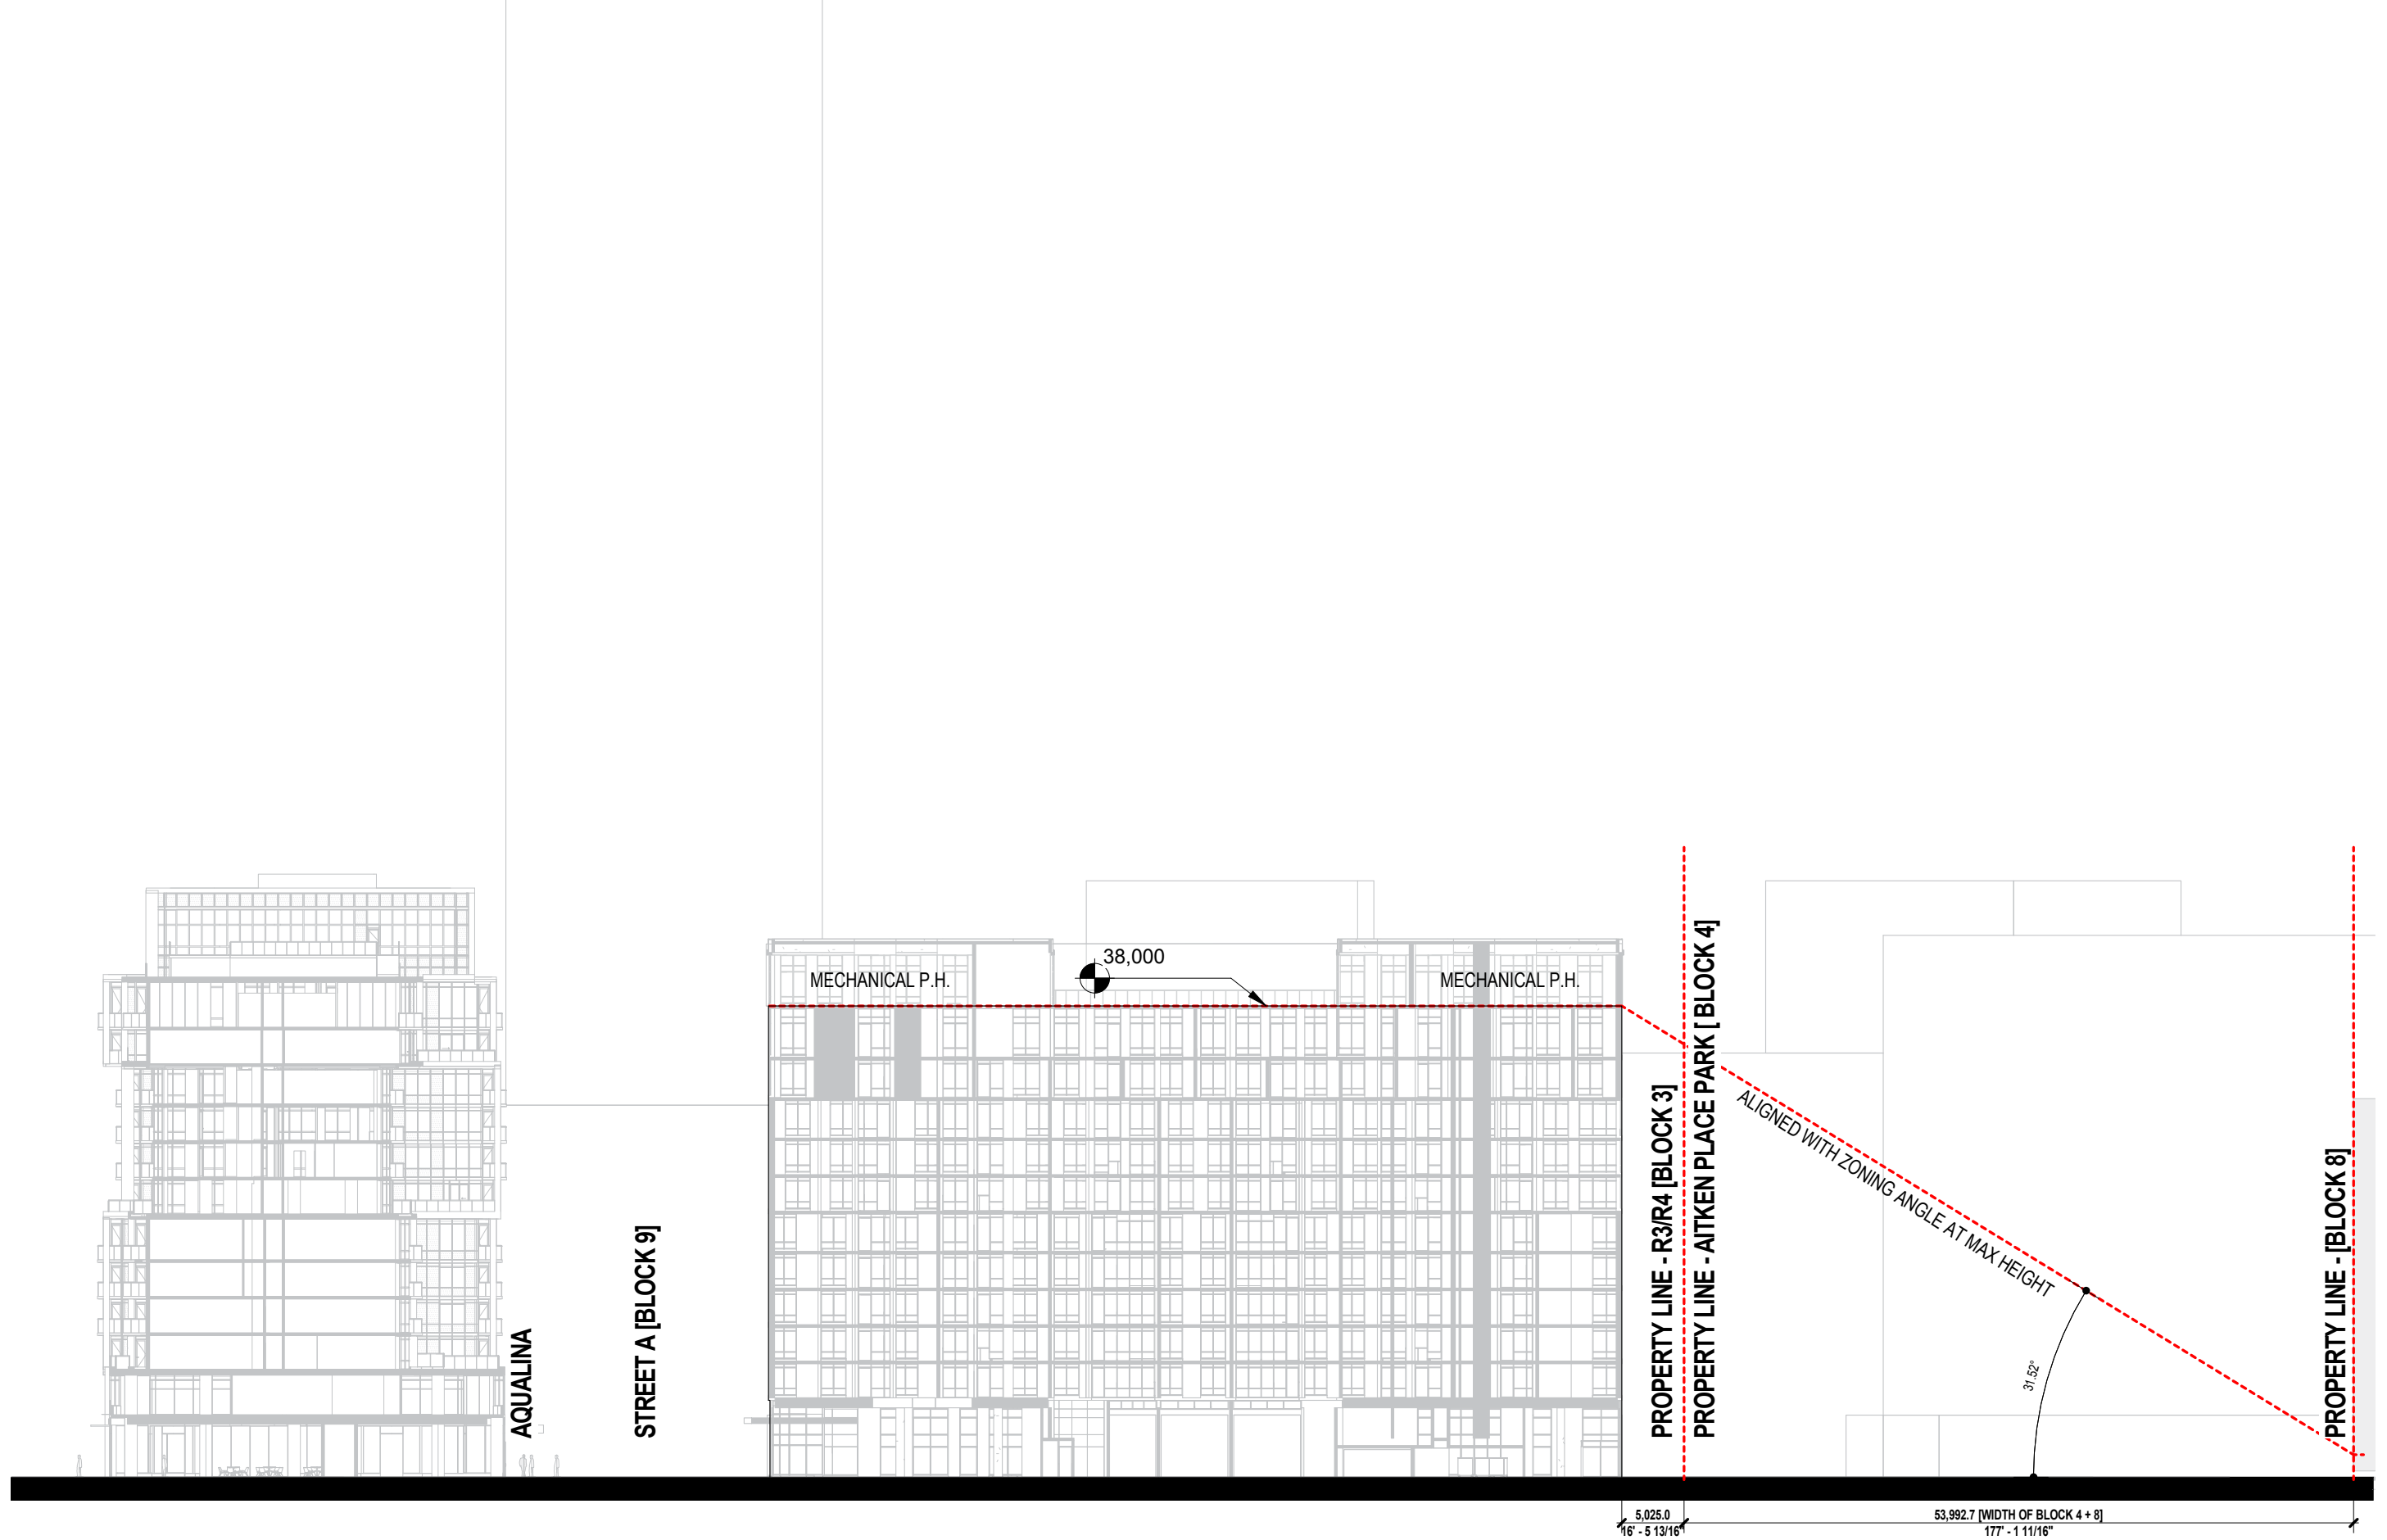 38,000
MECHANICAL P.H.
MECHANICAL P.H.
AQUALINA
STREET A [BLOCK 9]
PROPERTY LINE - R3/R4 [BLOCK 3]
PROPERTY LINE - AITKEN PLACE PARK [ BLOCK 4]
ALIGNED WITH ZONING ANGLE AT MAX HEIGHT
31.52°
PROPERTY LINE - [BLOCK 8]
5,025.0
16' - 5 13/16"
53,992.7 [WIDTH OF BLOCK 4 + 8]
177' - 1 11/16"